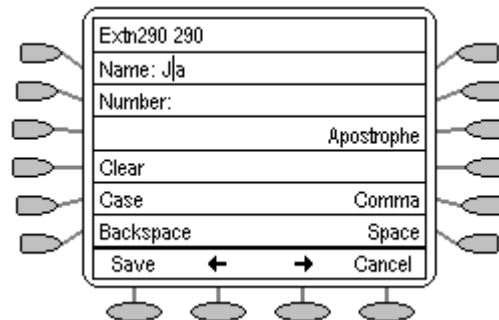 Extn290 290
Name: J|a
Number:
Apostrophe
Clear
Case Comma
Backspace Space
Save ← → Cancel